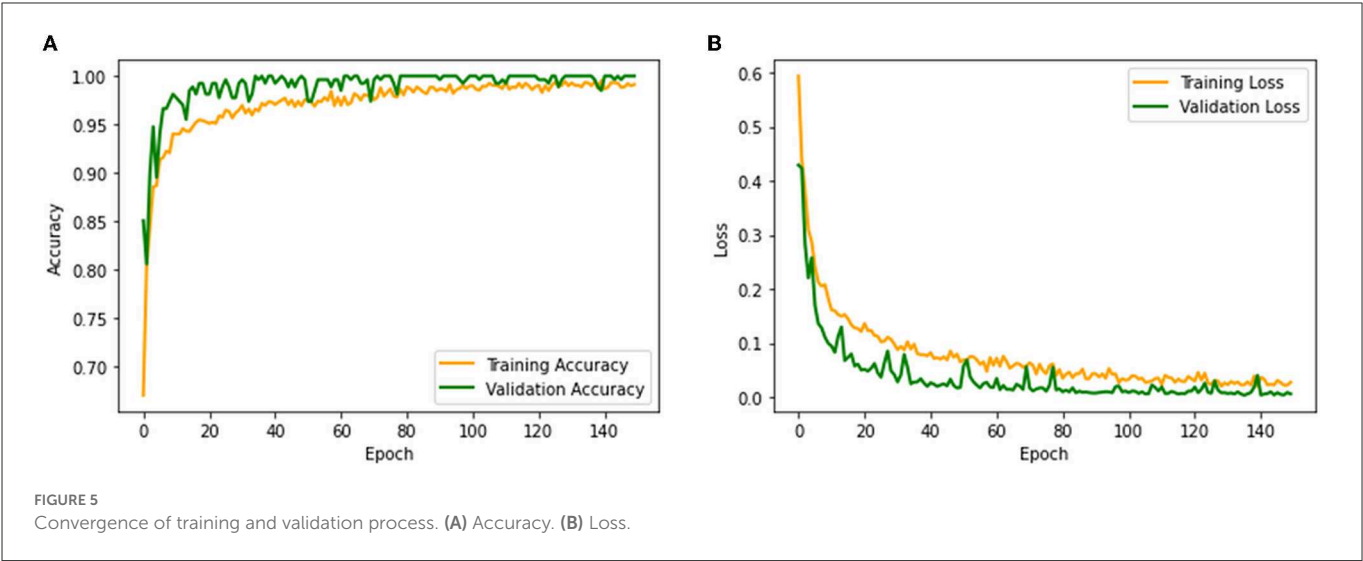 A
1.00
0.95
0.90
0.85
0.80
0.75
0.70
Accuracy
Training Accuracy
Validation Accuracy
0 20 40 60 80 100 120 140
Epoch
B
0.6
0.5
0.4
0.3
0.2
0.1
0.0
Loss
Training Loss
Validation Loss
0 20 40 60 80 100 120 140
Epoch
FIGURE 5
Convergence of training and validation process. (A) Accuracy. (B) Loss.